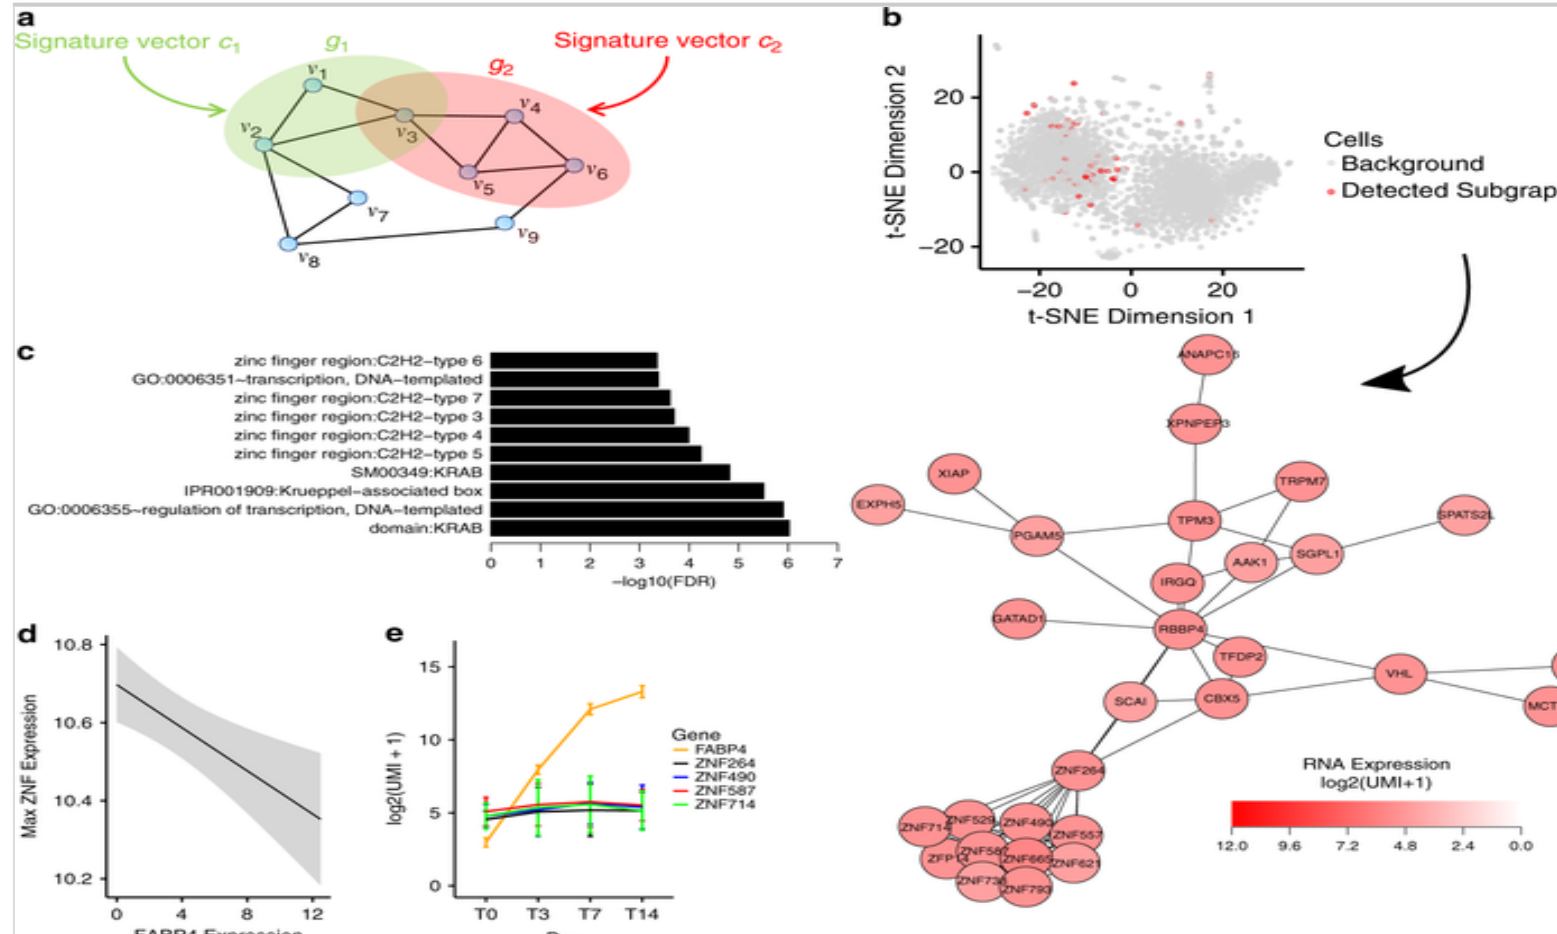 a
Signature vector c1
g1
Signature vector c2
g2
v1
v2
v3
v4
v5
v6
v7
v8
v9
b
t-SNE Dimension 2
20
0
−20
−20 0 20
t-SNE Dimension 1
Cells
Background
Detected Subgrap
c
zinc finger region:C2H2−type 6
GO:0006351~transcription, DNA−templated
zinc finger region:C2H2−type 7
zinc finger region:C2H2−type 3
zinc finger region:C2H2−type 4
zinc finger region:C2H2−type 5
SM00349:KRAB
IPR001909:Krueppel−associated box
GO:0006355~regulation of transcription, DNA−templated
domain:KRAB
0 1 2 3 4 5 6 7
−log10(FDR)
ANAPC15
XPNPEP3
XIAP
TRPM7
EXPH5
SPATS2L
TPM3
PGAM5
SGPL1
AAK1
IRGQ
GATAD1
RBBP4
TFDP2
VHL
SCAI
CBX5
MCT
ZNF264
ZNF714
ZNF529
ZNF490
ZNF557
ZFP14
ZNF587
ZNF665
ZNF621
ZNF793
RNA Expression
log2(UMI+1)
12.0 9.6 7.2 4.8 2.4 0.0
d
Max ZNF Expression
10.8
10.6
10.4
10.2
0 4 8 12
FABP4 Expression
e
log2(UMI + 1)
15
10
5
0
T0 T3 T7 T14
Gene
FABP4
ZNF264
ZNF490
ZNF587
ZNF714